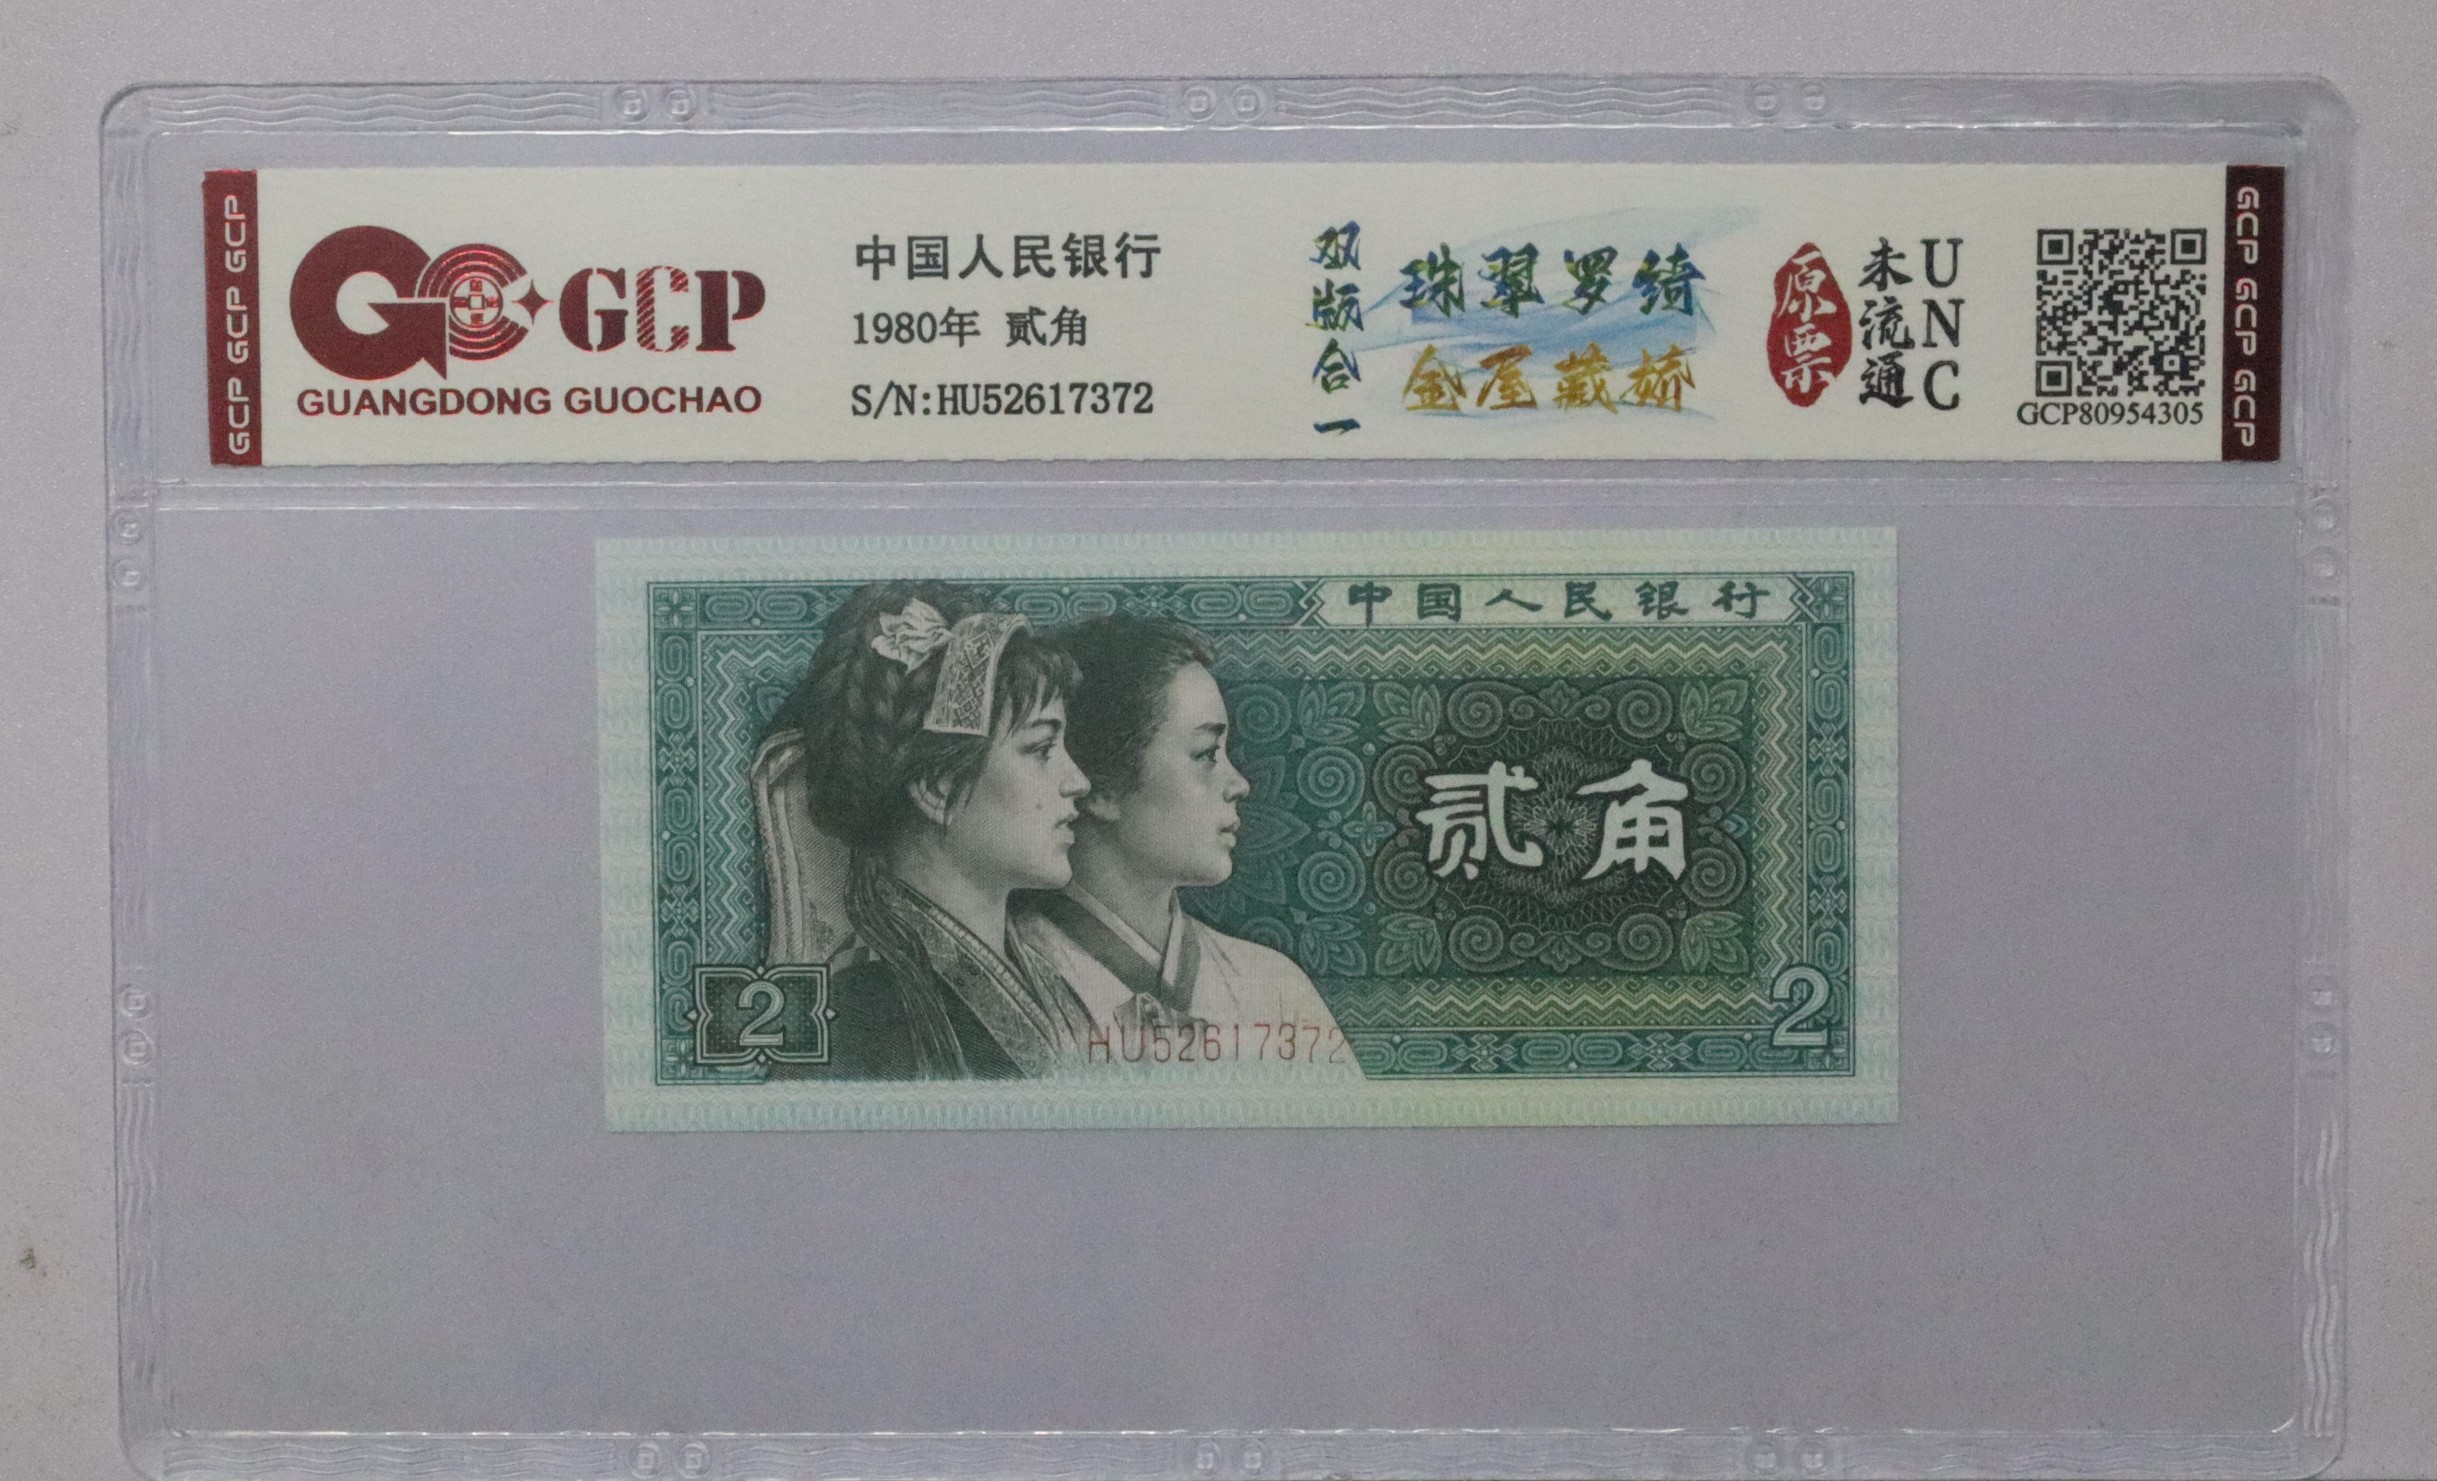 GCP GCP GCP
GCP
GUANGDONG GUOCHAO
中国人民银行
1980年 贰角
S/N:HU52617372
双版合一
珠翠罗绮
金屋藏娇
原票
未流通
UNC
GCP80954305
GCP GCP GCP
中国人民银行
贰角
2
2
HU52617372